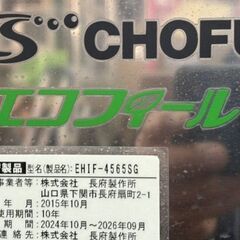 CHOFU
エコフィール
製品 型名(製品名): EHIF-4565SG
事業者等: 株式会社 長府製作所
山口県下関市長府扇町2-1
2015年10月
使用期間: 10年
2024年10月～2026年09月
連絡先: 株式会社 長府製作所